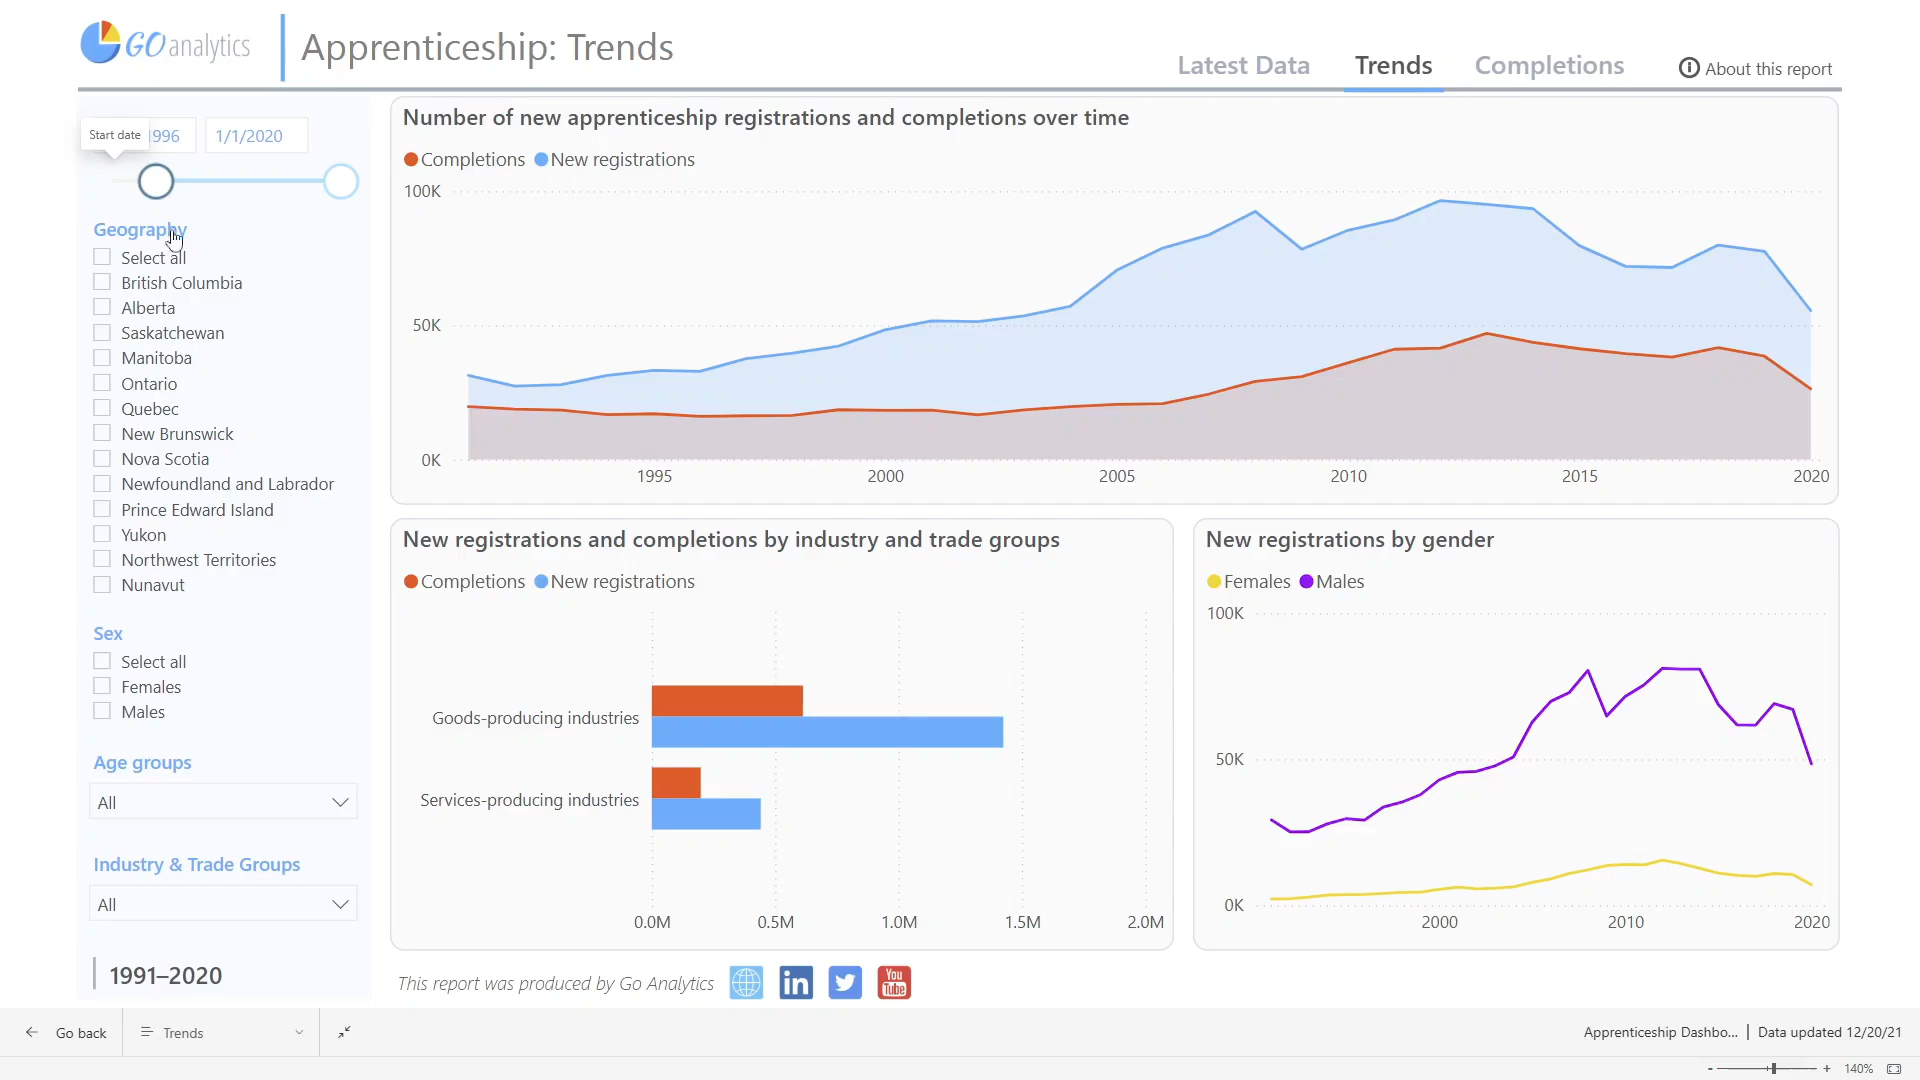 GO analytics
Apprenticeship: Trends
Latest Data
Trends
Completions
About this report
Start date
1996
1/1/2020
Geography
Select all
British Columbia
Alberta
Saskatchewan
Manitoba
Ontario
Quebec
New Brunswick
Nova Scotia
Newfoundland and Labrador
Prince Edward Island
Yukon
Northwest Territories
Nunavut
Sex
Select all
Females
Males
Age groups
All
Industry & Trade Groups
All
1991–2020
Number of new apprenticeship registrations and completions over time
Completions New registrations
100K
50K
0K
1995 2000 2005 2010 2015 2020
New registrations and completions by industry and trade groups
Completions New registrations
Goods-producing industries
Services-producing industries
0.0M 0.5M 1.0M 1.5M 2.0M
New registrations by gender
Females Males
100K
50K
0K
2000 2010 2020
This report was produced by Go Analytics
in
You
Tube
Go back
Trends
Apprenticeship Dashbo... | Data updated 12/20/21
- + 140%